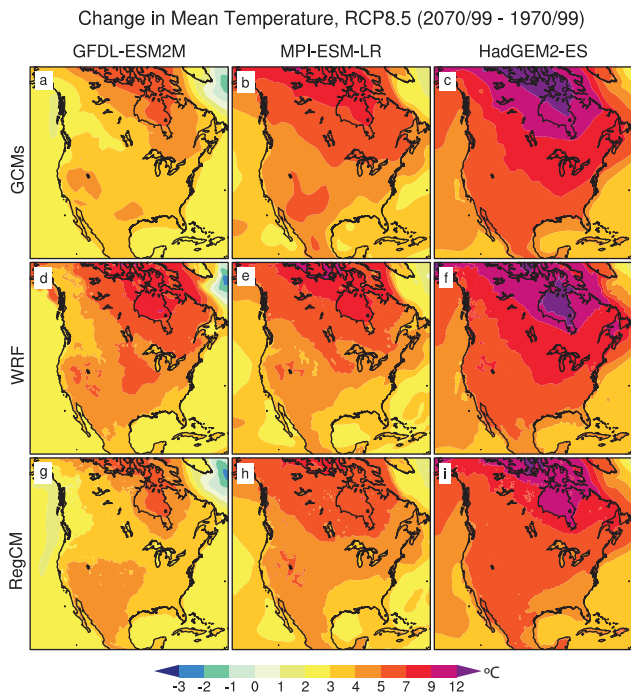 Change in Mean Temperature, RCP8.5 (2070/99 - 1970/99)
GFDL-ESM2M MPI-ESM-LR HadGEM2-ES
GCMs
a b c
WRF
d e f
RegCM
g h i
-3 -2 -1 0 1 2 3 4 5 7 9 12 ºC